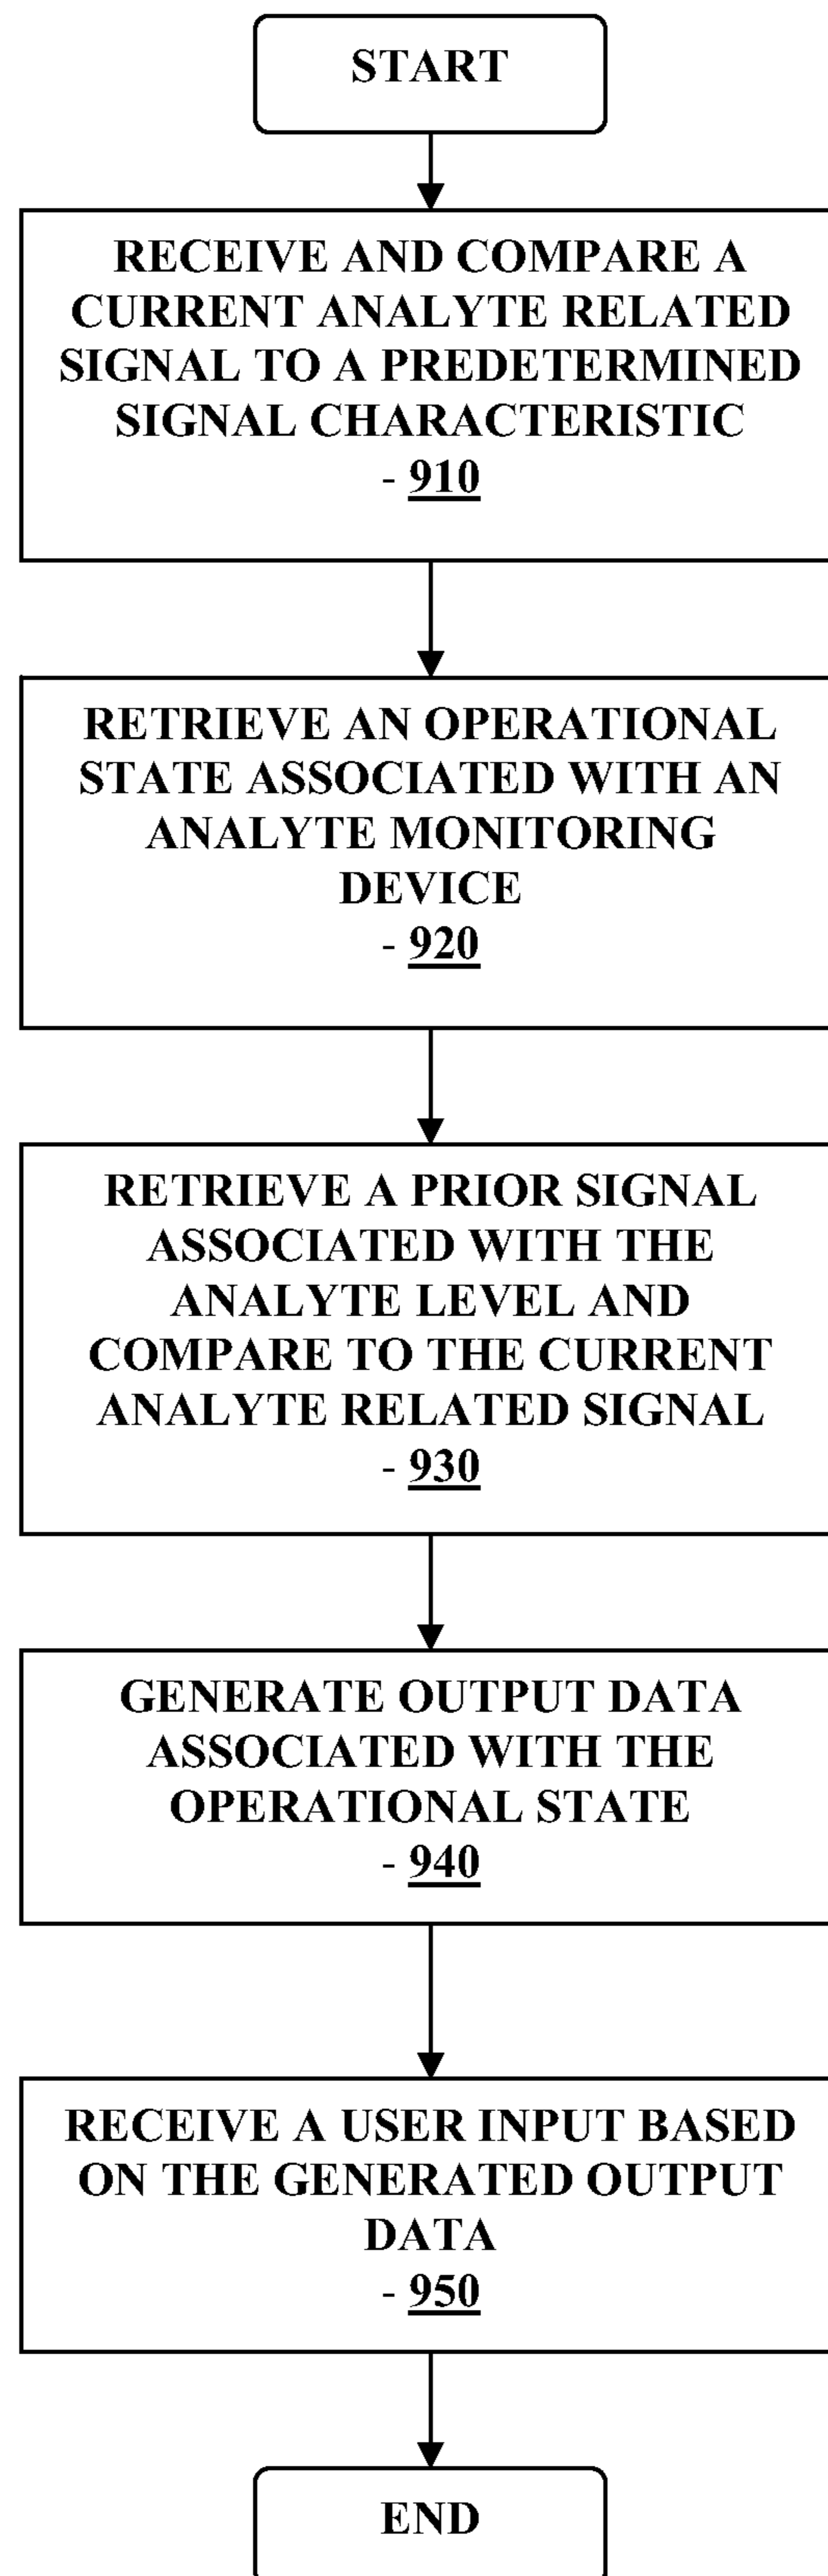 START
RECEIVE AND COMPARE A
CURRENT ANALYTE RELATED
SIGNAL TO A PREDETERMINED
SIGNAL CHARACTERISTIC
- 910
RETRIEVE AN OPERATIONAL
STATE ASSOCIATED WITH AN
ANALYTE MONITORING
DEVICE
- 920
RETRIEVE A PRIOR SIGNAL
ASSOCIATED WITH THE
ANALYTE LEVEL AND
COMPARE TO THE CURRENT
ANALYTE RELATED SIGNAL
- 930
GENERATE OUTPUT DATA
ASSOCIATED WITH THE
OPERATIONAL STATE
- 940
RECEIVE A USER INPUT BASED
ON THE GENERATED OUTPUT
DATA
- 950
END